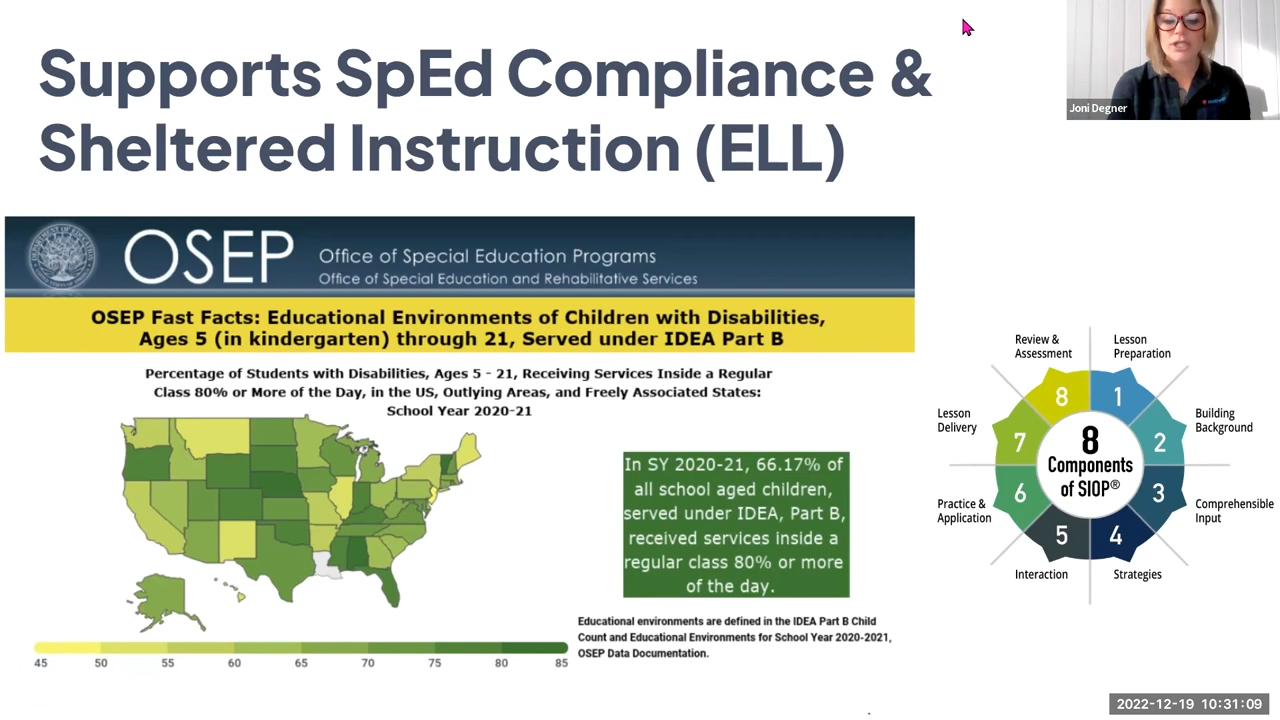 Supports SpEd Compliance &
Sheltered Instruction (ELL)
Joni Degner
OSEP
Office of Special Education Programs
Office of Special Education and Rehabilitative Services
OSEP Fast Facts: Educational Environments of Children with Disabilities,
Ages 5 (in kindergarten) through 21, Served under IDEA Part B
Percentage of Students with Disabilities, Ages 5 - 21, Receiving Services Inside a Regular
Class 80% or More of the Day, in the US, Outlying Areas, and Freely Associated States:
School Year 2020-21
In SY 2020-21, 66.17% of
all school aged children,
served under IDEA, Part B,
received services inside a
regular class 80% or more
of the day.
Educational environments are defined in the IDEA Part B Child
Count and Educational Environments for School Year 2020-2021,
OSEP Data Documentation.
45 50 55 60 65 70 75 80 85
8
Components
of SIOP®
1
Lesson
Preparation
2
Building
Background
3
Comprehensible
Input
4
Strategies
5
Interaction
6
Practice &
Application
7
Lesson
Delivery
8
Review &
Assessment
2022-12-19 10:31:09